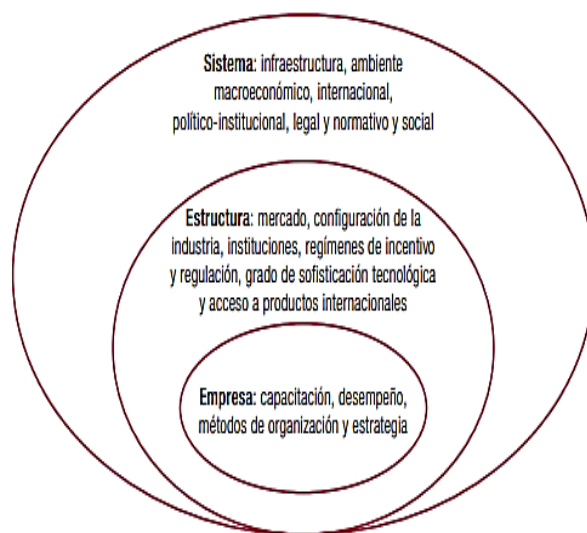 Sistema: infraestructura, ambiente
macroeconómico, internacional,
político-institucional, legal y normativo y social
Estructura: mercado, configuración de la
industria, instituciones, regímenes de incentivo
y regulación, grado de sofisticación tecnológica
y acceso a productos internacionales
Empresa: capacitación, desempeño,
métodos de organización y estrategia